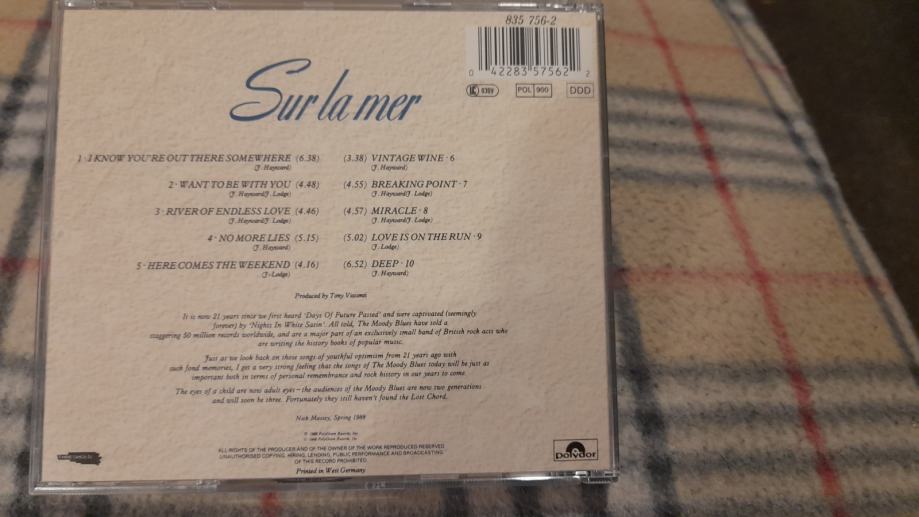 835 756-2
0 42283 57562 2
POL 900
DDD
Sur la mer
1 · I KNOW YOU'RE OUT THERE SOMEWHERE (6.38)
(J. Hayward)
2 · WANT TO BE WITH YOU (4.48)
(J. Hayward/J. Lodge)
3 · RIVER OF ENDLESS LOVE (4.46)
(J. Hayward/J. Lodge)
4 · NO MORE LIES (5.15)
(J. Hayward)
5 · HERE COMES THE WEEKEND (4.16)
(J. Lodge)
(3.38) VINTAGE WINE · 6
(J. Hayward)
(4.55) BREAKING POINT · 7
(J. Hayward/J. Lodge)
(4.57) MIRACLE · 8
(J. Hayward/J. Lodge)
(5.02) LOVE IS ON THE RUN · 9
(J. Lodge)
(6.52) DEEP · 10
(J. Hayward)
Produced by Tony Visconti
It is now 21 years since we first heard 'Days Of Future Passed' and were captivated (seemingly
forever) by 'Nights In White Satin'. All told, The Moody Blues have sold a
staggering 50 million records worldwide, and are a major part of an exclusively small band of British rock acts who
are writing the history books of popular music.
Just as we look back on those songs of youthful optimism from 21 years ago with
such fond memories, I get a very strong feeling that the songs of The Moody Blues today will be just as
important both in terms of personal remembrance and rock history in our years to come.
The eyes of a child are now adult eyes – the audiences of the Moody Blues are now two generations
and will soon be three. Fortunately they still haven't found the Lost Chord.
Nick Massey, Spring 1988
℗ 1988 PolyGram Records, Inc
© 1988 PolyGram Records, Inc
ALL RIGHTS OF THE PRODUCER AND OF THE OWNER OF THE WORK REPRODUCED RESERVED
UNAUTHORISED COPYING, HIRING, LENDING, PUBLIC PERFORMANCE AND BROADCASTING
OF THIS RECORD PROHIBITED.
Printed in West Germany
Polydor